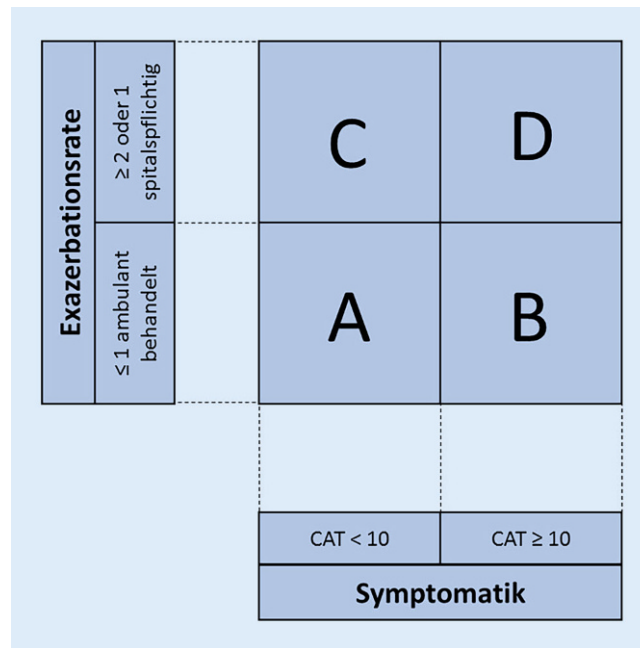 Exazerbationsrate
≥ 2 oder 1
spitalspflichtig
≤ 1 ambulant
behandelt
C
D
A
B
CAT < 10
CAT ≥ 10
Symptomatik